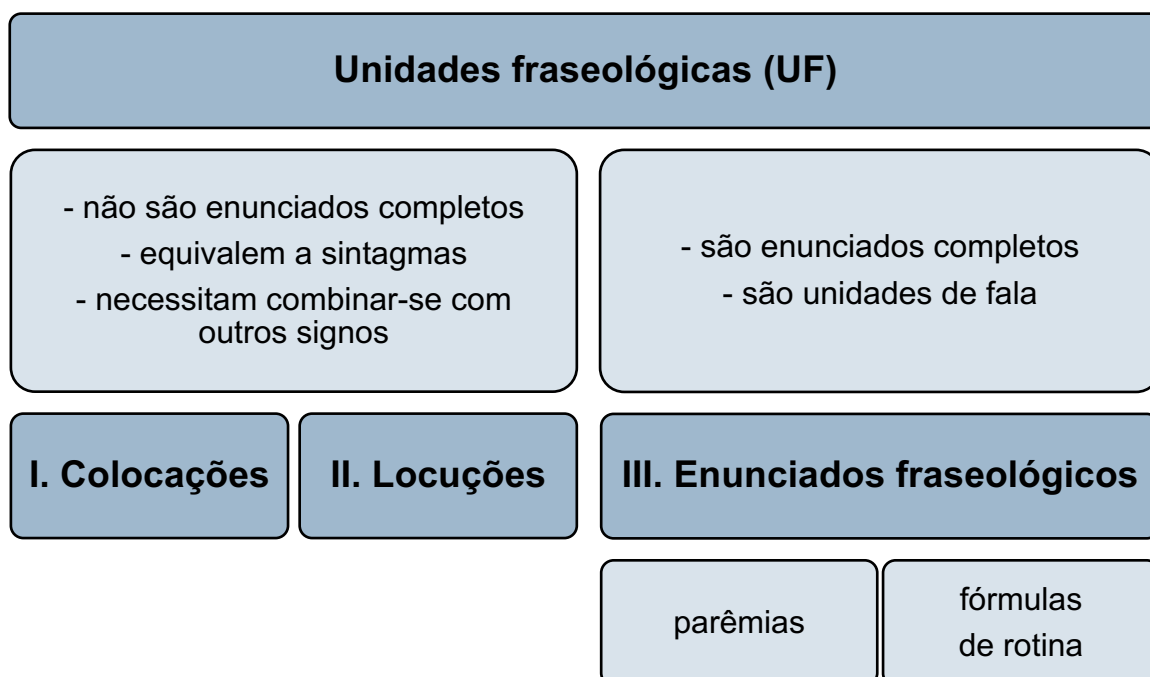 Unidades fraseológicas (UF)
- não são enunciados completos
- equivalem a sintagmas
- necessitam combinar-se com
outros signos
- são enunciados completos
- são unidades de fala
I. Colocações
II. Locuções
III. Enunciados fraseológicos
parêmias
fórmulas
de rotina